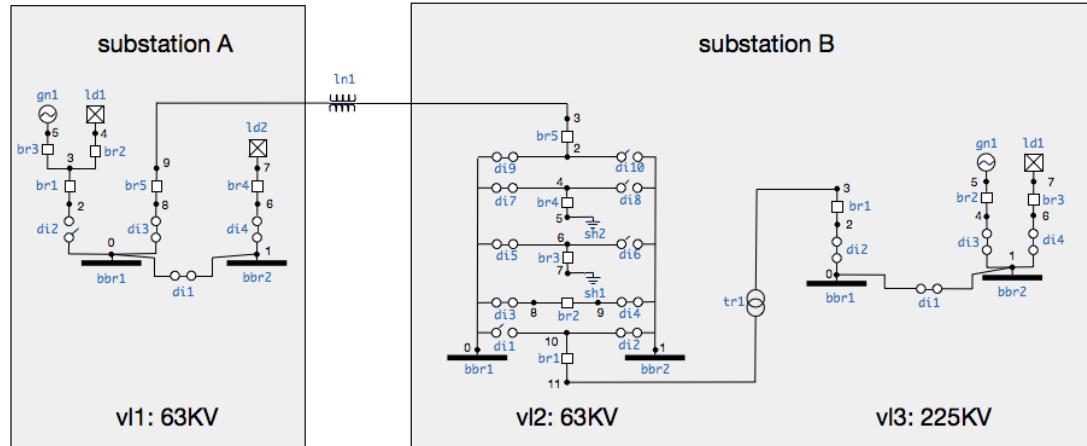 substation A
substation B
ln1
gn1
ld1
ld2
5
4
br3
br2
3
br1
2
di2
0
bbr1
9
br5
8
di3
di1
7
br4
6
di4
1
bbr2
vl1: 63KV
3
br5
2
di9
di10
4
di7
di8
br4
5
sh2
6
di5
di6
br3
7
sh1
di3
8
br2
9
di4
0
di1
10
di2
1
bbr1
br1
bbr2
11
vl2: 63KV
tr1
3
br1
2
di2
0
bbr1
di1
gn1
ld1
5
7
br2
br3
4
6
di3
di4
1
bbr2
vl3: 225KV